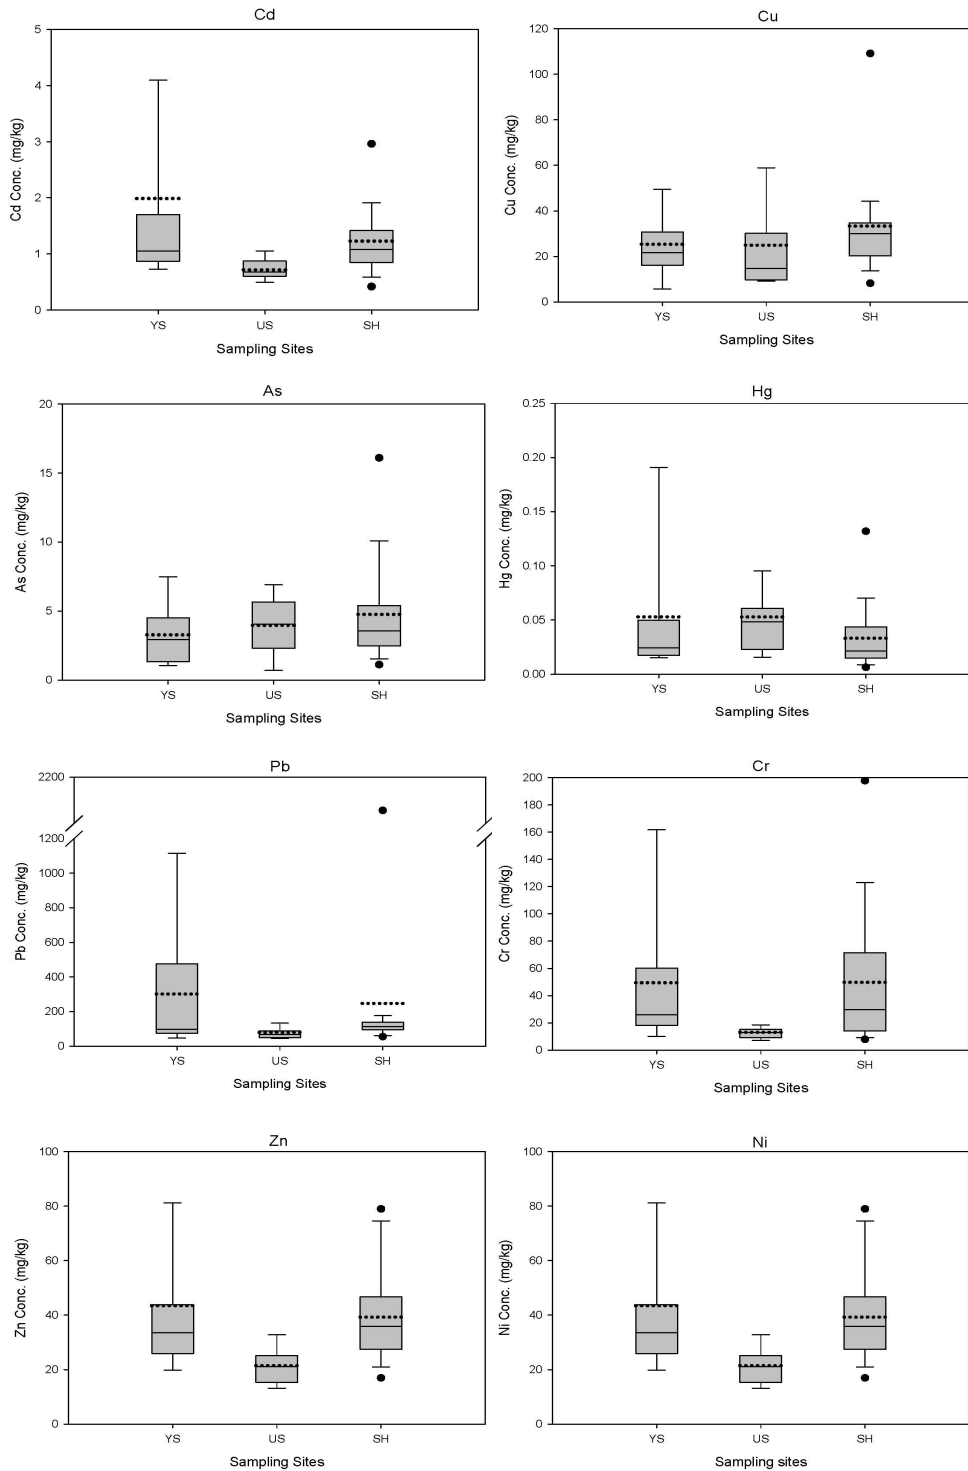 Cd
5
4
3
2
1
0
Cd Conc. (mg/kg)
YS US SH
Sampling Sites
Cu
120
100
80
60
40
20
0
Cu Conc. (mg/kg)
YS US SH
Sampling Sites
As
20
15
10
5
0
As Conc. (mg/kg)
YS US SH
Sampling Sites
Hg
0.25
0.20
0.15
0.10
0.05
0.00
Hg Conc. (mg/kg)
YS US SH
Sampling Sites
Pb
2200
1200
1000
800
600
400
200
0
Pb Conc. (mg/kg)
YS US SH
Sampling Sites
Cr
200
180
160
140
120
100
80
60
40
20
0
Cr Conc. (mg/kg)
YS US SH
Sampling Sites
Zn
100
80
60
40
20
0
Zn Conc. (mg/kg)
YS US SH
Sampling Sites
Ni
100
80
60
40
20
0
Ni Conc. (mg/kg)
YS US SH
Sampling sites